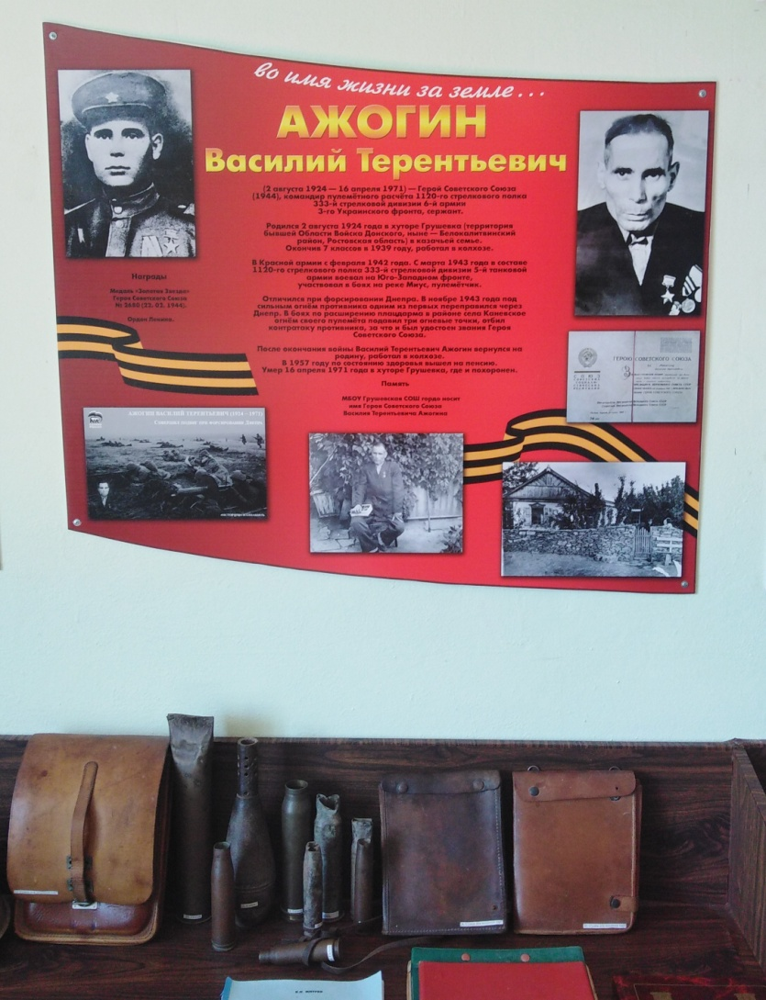 во имя жизни за земле...
АЖОГИН
Василий Терентьевич
(2 августа 1924 — 16 апреля 1971) — Герой Советского Союза
(1944), командир пулемётного расчёта 1120-го стрелкового полка
333-й стрелковой дивизии 6-й армии
3-го Украинского фронта, сержант.
Родился 2 августа 1924 года в хуторе Грушевка (территория
бывшей Области Войска Донского, ныне — Белокалитвинский
район, Ростовская область) в казачьей семье.
Окончив 7 классов в 1939 году, работал в колхозе.
В Красной армии с февраля 1942 года. С марта 1943 года в составе
1120-го стрелкового полка 333-й стрелковой дивизии 5-й танковой
армии воевал на Юго-Западном фронте,
участвовал в боях на реке Миус, пулемётчик.
Отличился при форсировании Днепра. В ноябре 1943 года под
сильным огнём противника одним из первых переправился через
Днепр. В боях по расширению плацдарма в районе села Каневское
огнём своего пулемёта подавил три огневые точки, отбил
контратаку противника, за что и был удостоен звания Героя
Советского Союза.
После окончания войны Василий Терентьевич Ажогин вернулся на
родину, работал в колхозе.
В 1957 году по состоянию здоровья вышел на пенсию.
Умер 16 апреля 1971 года в хуторе Грушевка, где и похоронен.
Память
МБОУ Грушевская СОШ гордо носит
имя Героя Советского Союза
Василия Терентьевича Ажогина
Награды
Медаль «Золотая Звезда»
Героя Советского Союза
№ 2650 (22. 02. 1944).
Орден Ленина.
ГЕРОЮ СОВЕТСКОГО СОЮЗА
АЖОГИН ВАСИЛИЙ ТЕРЕНТЬЕВИЧ (1924 - 1971)
Совершил подвиг при форсировании Днепра